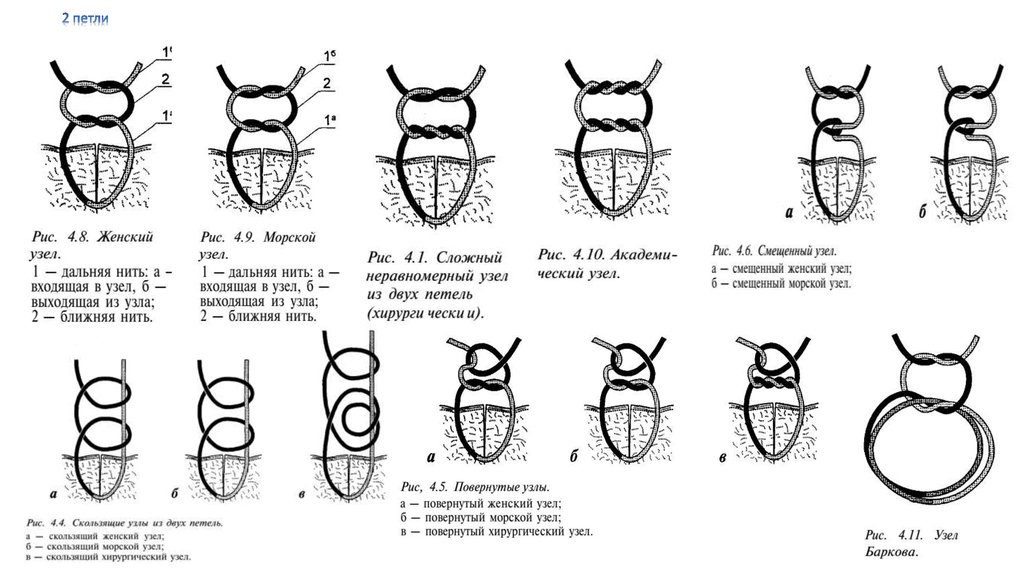 2 петли
1б
2
1а
1б
2
1а
Рис. 4.8. Женский
узел.
1 — дальняя нить: а –
входящая в узел, б —
выходящая из узла;
2 — ближняя нить.
Рис. 4.9. Морской
узел.
1 — дальняя нить: а —
входящая в узел, б —
выходящая из узла;
2 — ближняя нить.
Рис. 4.1. Сложный
неравномерный узел
из двух петель
(хирурги чески и).
Рис. 4.10. Академи-
ческий узел.
а
б
Рис. 4.6. Смещенный узел.
а — смещенный женский узел;
б — смещенный морской узел.
а
б
в
Рис. 4.4. Скользящие узлы из двух петель.
а — скользящий женский узел;
б — скользящий морской узел;
в — скользящий хирургический узел.
а
б
в
Рис, 4.5. Повернутые узлы.
а — повернутый женский узел;
б — повернутый морской узел;
в — повернутый хирургический узел.
Рис. 4.11. Узел
Баркова.